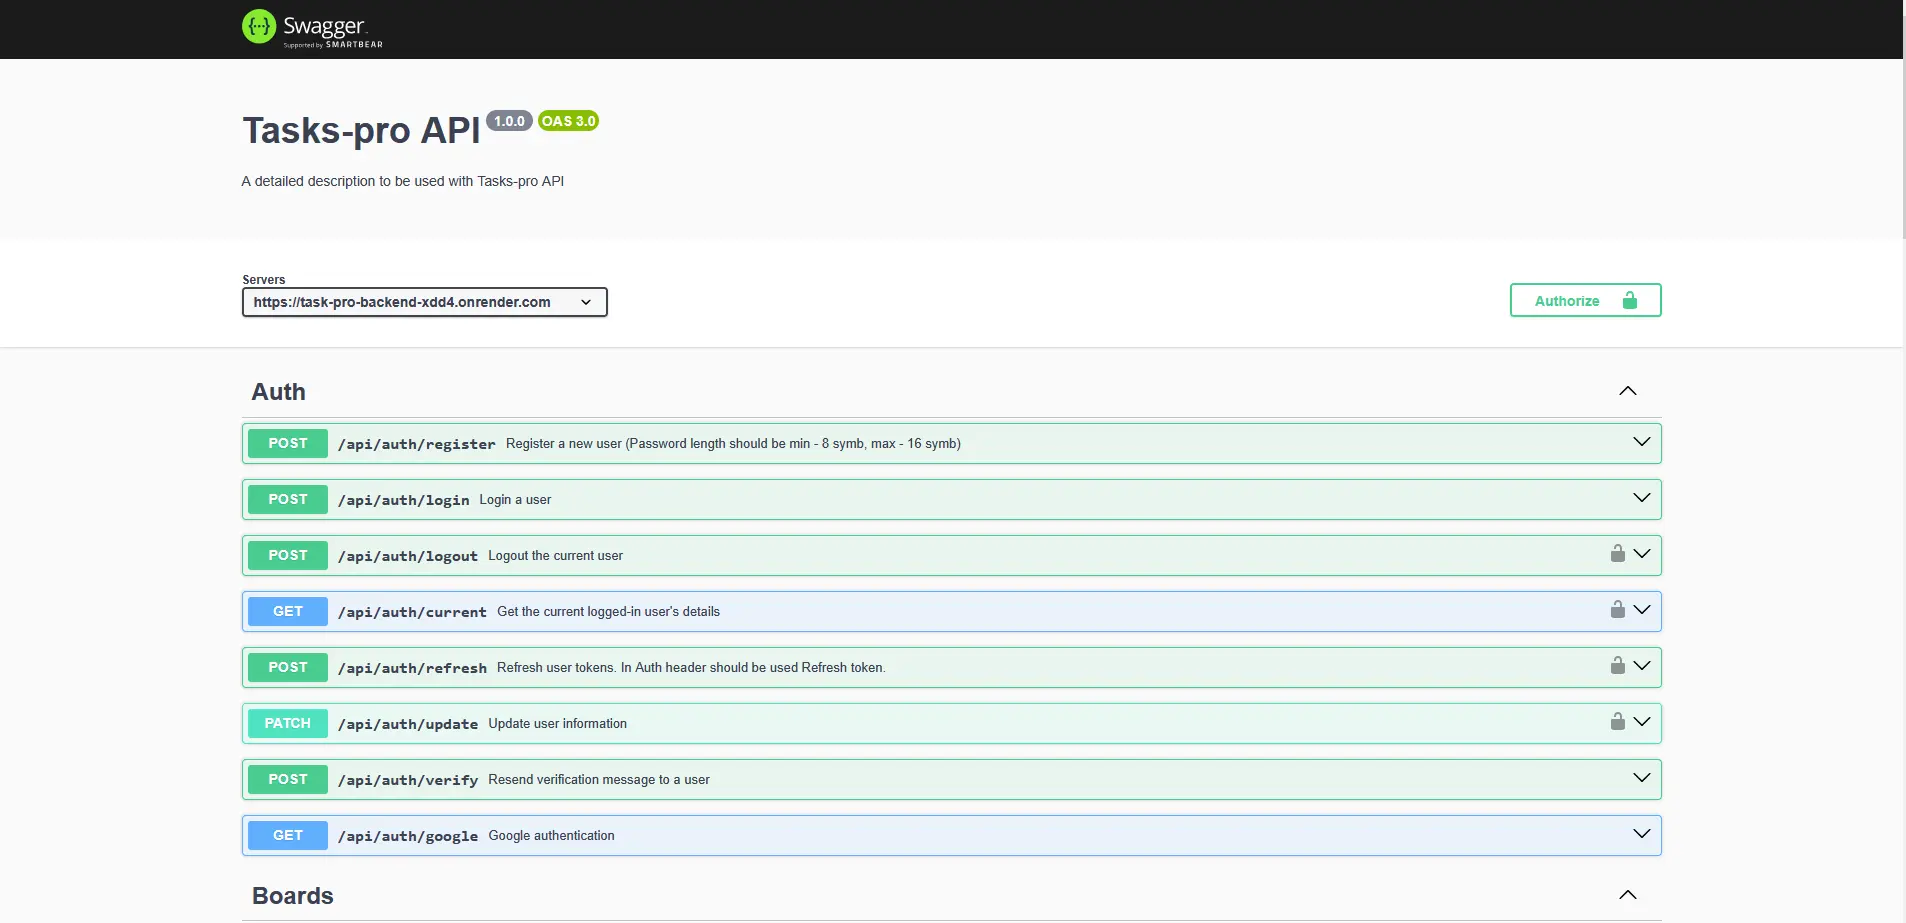 {···} Swagger
Supported by SMARTBEAR
Tasks-pro API 1.0.0 OAS 3.0
A detailed description to be used with Tasks-pro API
Servers
https://task-pro-backend-xdd4.onrender.com
Authorize
Auth
POST /api/auth/register Register a new user (Password length should be min - 8 symb, max - 16 symb)
POST /api/auth/login Login a user
POST /api/auth/logout Logout the current user
GET /api/auth/current Get the current logged-in user's details
POST /api/auth/refresh Refresh user tokens. In Auth header should be used Refresh token.
PATCH /api/auth/update Update user information
POST /api/auth/verify Resend verification message to a user
GET /api/auth/google Google authentication
Boards